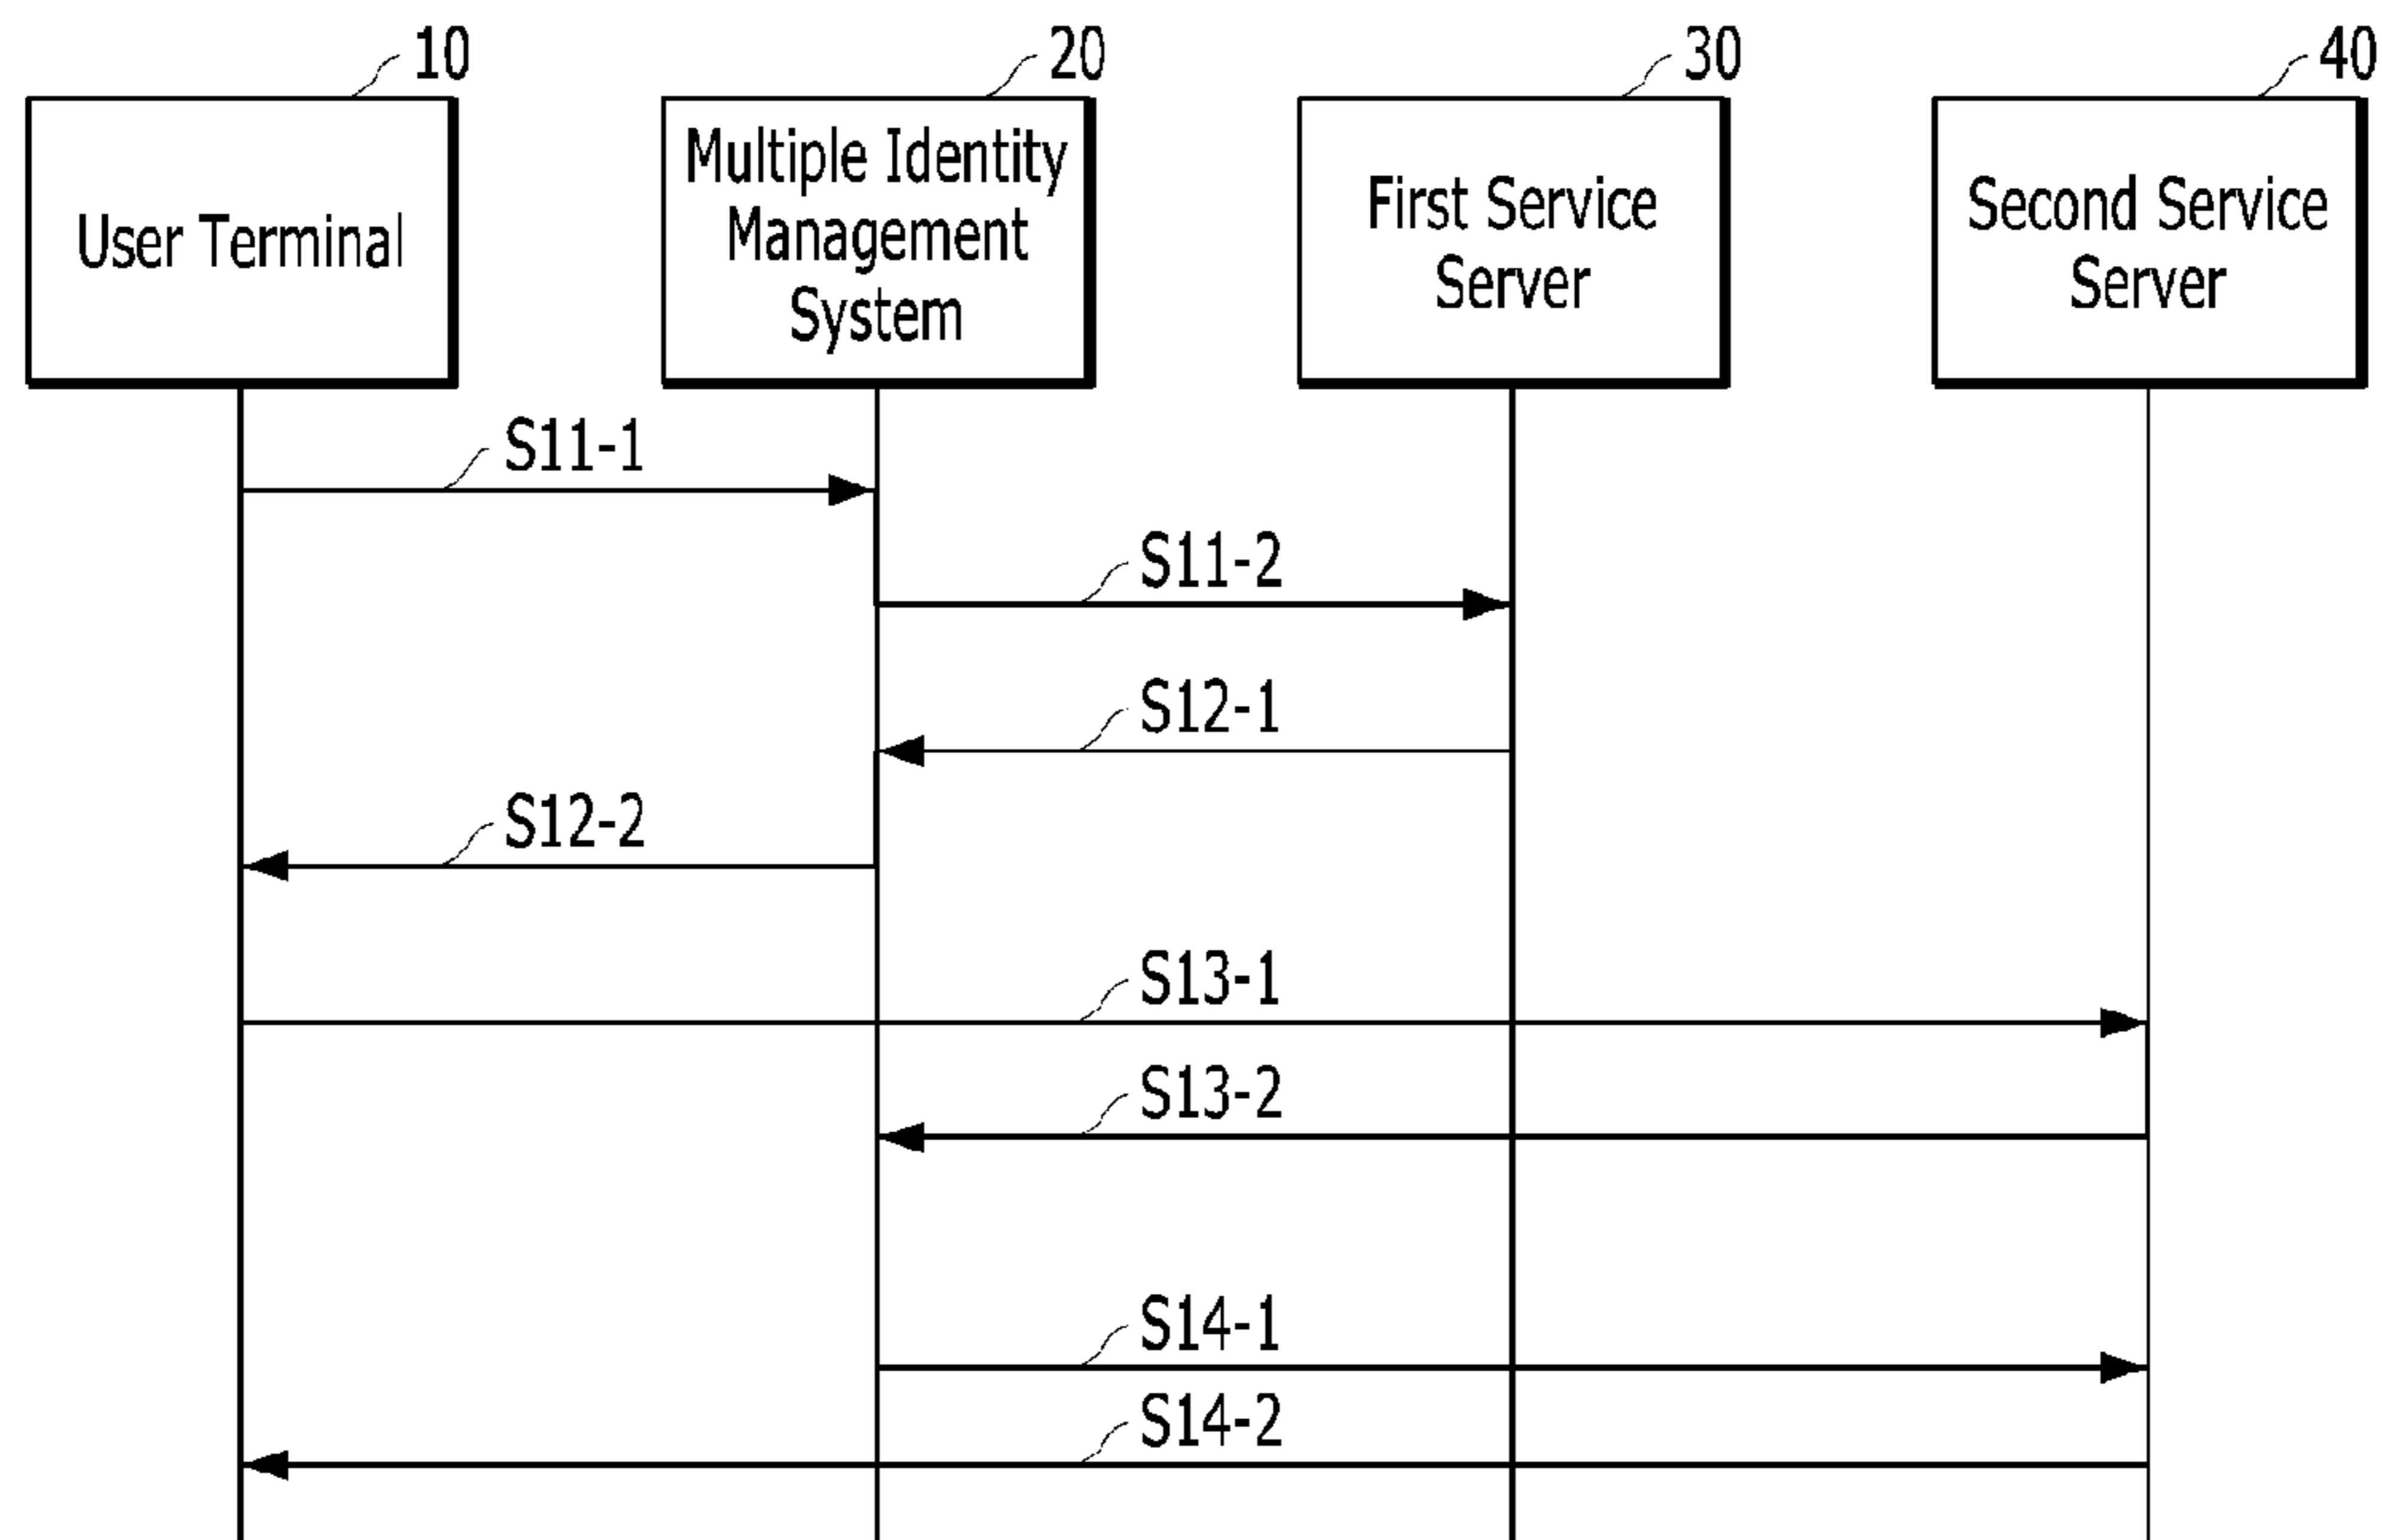 10
20
30
40
User Terminal
Multiple Identity
Management
System
First Service
Server
Second Service
Server
S11-1
S11-2
S12-1
S12-2
S13-1
S13-2
S14-1
S14-2